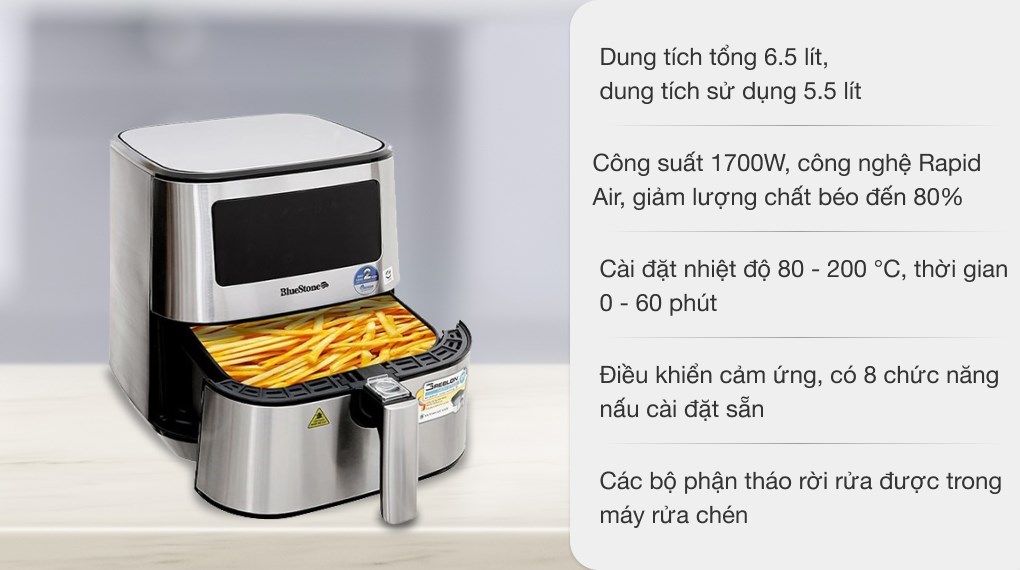 Dung tích tổng 6.5 lít,
dung tích sử dụng 5.5 lít
Công suất 1700W, công nghệ Rapid
Air, giảm lượng chất béo đến 80%
Cài đặt nhiệt độ 80 - 200 °C, thời gian
0 - 60 phút
Điều khiển cảm ứng, có 8 chức năng
nấu cài đặt sẵn
Các bộ phận tháo rời rửa được trong
máy rửa chén
2
BlueStone
GREBLON